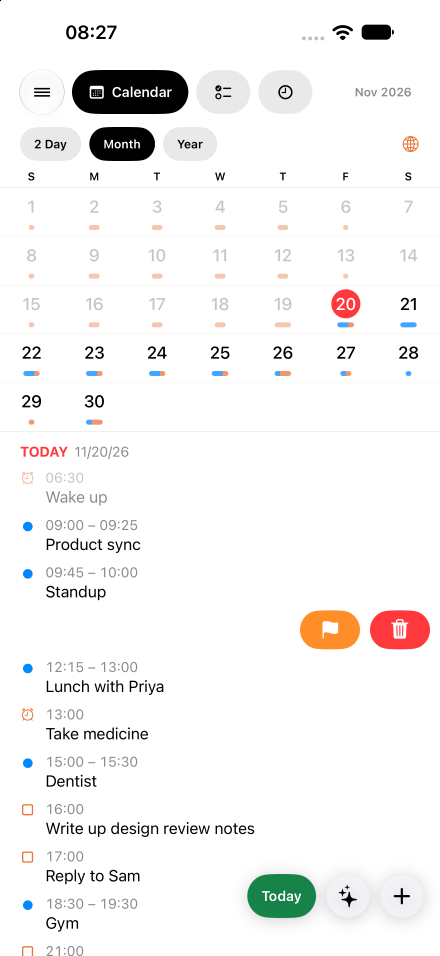 08:27
Calendar
Nov 2026
2 Day Month Year
S M T W T F S
1 2 3 4 5 6 7
8 9 10 11 12 13 14
15 16 17 18 19 20 21
22 23 24 25 26 27 28
29 30
TODAY 11/20/26
06:30
Wake up
09:00 – 09:25
Product sync
09:45 – 10:00
Standup
12:15 – 13:00
Lunch with Priya
13:00
Take medicine
15:00 – 15:30
Dentist
16:00
Write up design review notes
17:00
Reply to Sam
18:30 – 19:30
Gym
21:00
Today